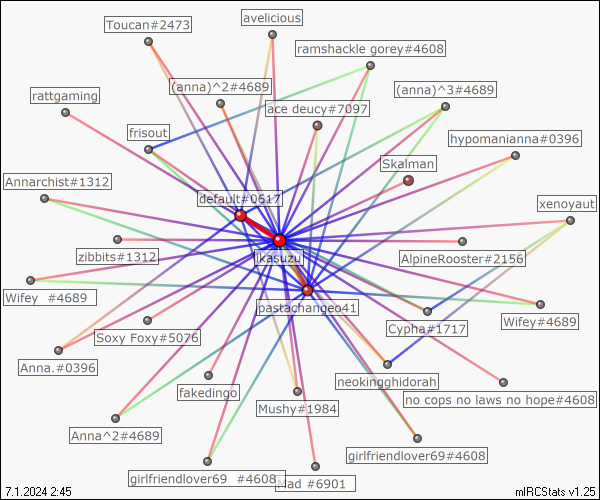 avelicious
Toucan#2473
ramshackle gorey#4608
(anna)^2#4689
(anna)^3#4689
rattgaming
ace deucy#7097
frisout
hypomanianna#0396
Skalman
Annarchist#1312
default#0617
xenoyaut
zibbits#1312
ikasuzu
AlpineRooster#2156
Wifey  #4689
pastachangeo41
Wifey#4689
Soxy Foxy#5076
Cypha#1717
Anna.#0396
neokingghidorah
fakedingo
no cops no laws no hope#4608
Mushy#1984
Anna^2#4689
girlfriendlover69#4608
girlfriendlover69  #4608
Mad #6901
7.1.2024 2:45
mIRCStats v1.25